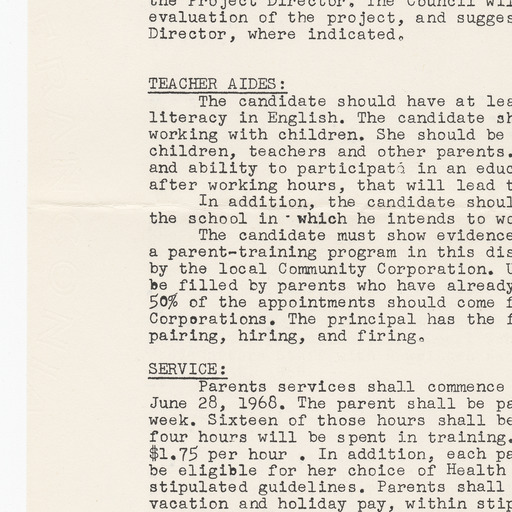 the Project Director. The Council wil
evaluation of the project, and sugges
Director, where indicated.
TEACHER AIDES:
The candidate should have at lea
literacy in English. The candidate sh
working with children. She should be
children, teachers and other parents.
and ability to participate in an educ
after working hours, that will lead t
In addition, the candidate shoul
the school in which he intends to wo
The candidate must show evidence
a parent-training program in this dis
by the local Community Corporation. U
be filled by parents who have already
50% of the appointments should come f
Corporations. The principal has the f
pairing, hiring, and firing.
SERVICE:
Parents services shall commence
June 28, 1968. The parent shall be pa
week. Sixteen of those hours shall be
four hours will be spent in training.
$1.75 per hour . In addition, each pa
be eligible for her choice of Health
stipulated guidelines. Parents shall
vacation and holiday pay, within stip